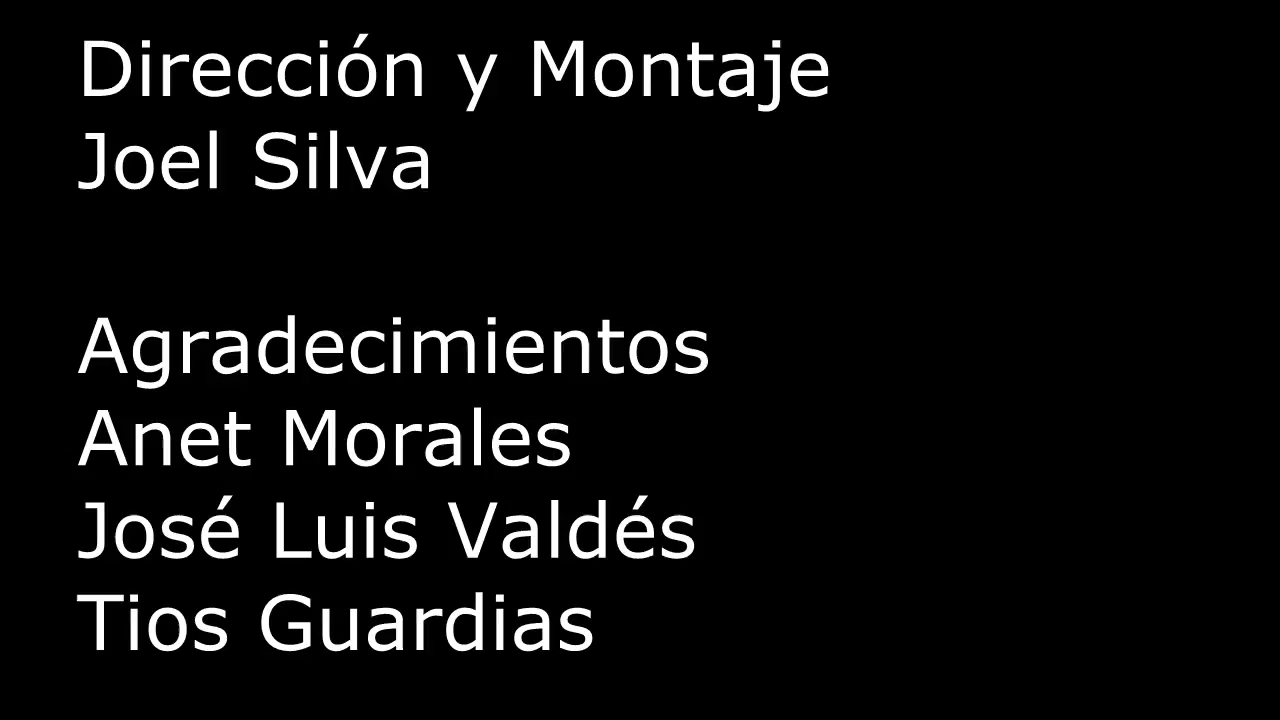 Dirección y Montaje
Joel Silva
Agradecimientos
Anet Morales
José Luis Valdés
Tios Guardias